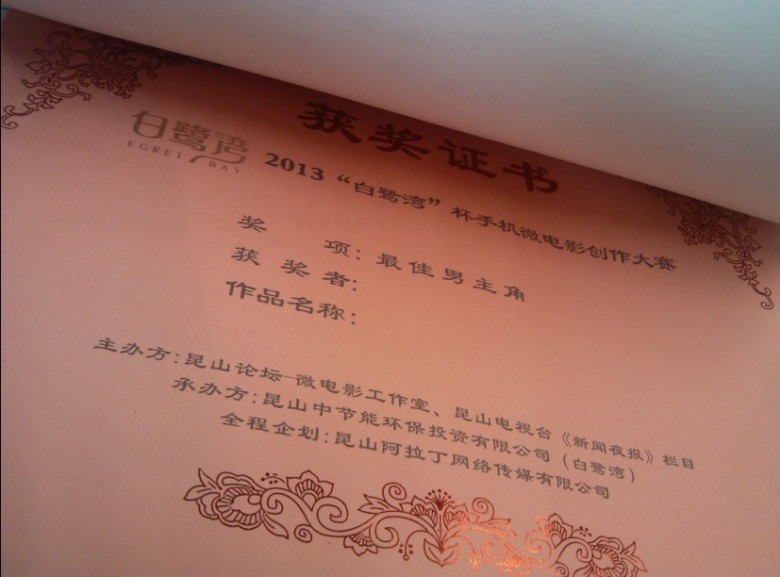 获奖证书
白鹭湾
EGRET BAY
2013 “白鹭湾” 杯手机微电影创作大赛
奖 项: 最佳男主角
获奖者:
作品名称:
主办方:昆山论坛-微电影工作室、昆山电视台《新闻夜报》栏目
承办方:昆山中节能环保投资有限公司(白鹭湾)
全程企划:昆山阿拉丁网络传媒有限公司